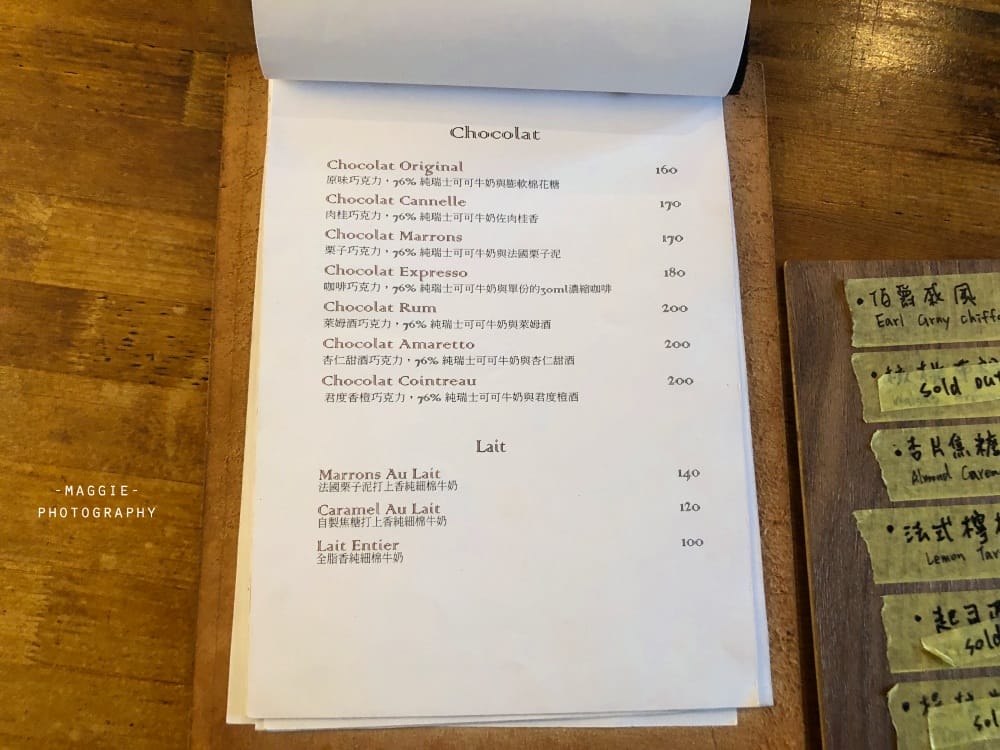 Chocolat
Chocolat Original 160
原味巧克力，76% 純瑞士可可牛奶與膨軟棉花糖
Chocolat Cannelle 170
肉桂巧克力，76% 純瑞士可可牛奶佐肉桂香
Chocolat Marrons 170
栗子巧克力，76% 純瑞士可可牛奶與法國栗子泥
Chocolat Expresso 180
咖啡巧克力，76% 純瑞士可可牛奶與單份的30ml濃縮咖啡
Chocolat Rum 200
萊姆酒巧克力，76% 純瑞士可可牛奶與萊姆酒
Chocolat Amaretto 200
杏仁甜酒巧克力，76% 純瑞士可可牛奶與杏仁甜酒
Chocolat Cointreau 200
君度香橙巧克力，76% 純瑞士可可牛奶與君度橙酒
Lait
Marrons Au Lait 140
法國栗子泥打上香純細棉牛奶
Caramel Au Lait 120
自製焦糖打上香純細棉牛奶
Lait Entier 100
全脂香純細棉牛奶
-MAGGIE-
PHOTOGRAPHY
·伯爵戚風
Earl Gray chiffo
sold out
·杏片焦糖
Almond Carem
·法式檸
Lemon Tar
·起司
sold
sol